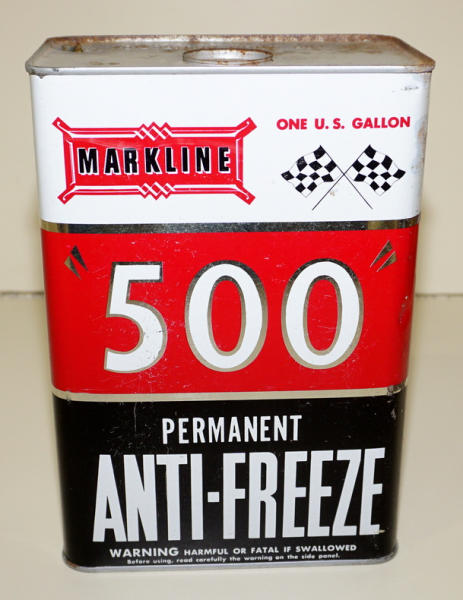 ONE U. S. GALLON
MARKLINE
"500"
PERMANENT
ANTI-FREEZE
WARNING HARMFUL OR FATAL IF SWALLOWED
Before using, read carefully the warning on the side panel.